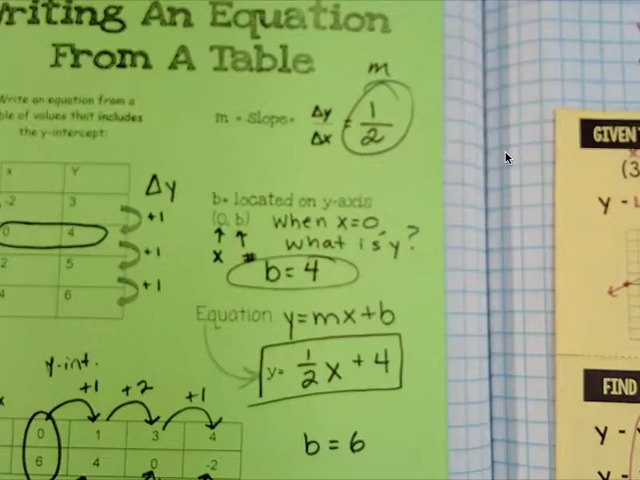 Writing An Equation
From A Table
Write an equation from a
table of values that includes
the y-intercept:
m = slope = Δy/Δx = 1/2
m
x Y
-2 3
0 4
2 5
4 6
Δy
+1
+1
+1
b = located on y-axis
(0, b) when x=0,
what is y?
x #
b = 4
Equation y=mx+b
y= 1/2 x + 4
y-int.
+1 +2 +1
x
0 1 3 4
6 4 0 -2
b = 6
GIVEN
(3
y -
FIND
y -
y -